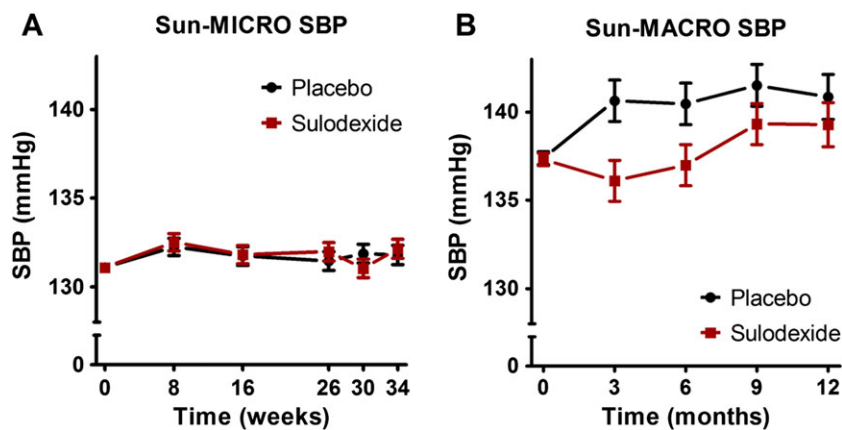 A
Sun-MICRO SBP
SBP (mmHg)
140
135
130
0
Placebo
Sulodexide
0 8 16 26 30 34
Time (weeks)
B
Sun-MACRO SBP
SBP (mmHg)
140
135
130
0
Placebo
Sulodexide
0 3 6 9 12
Time (months)